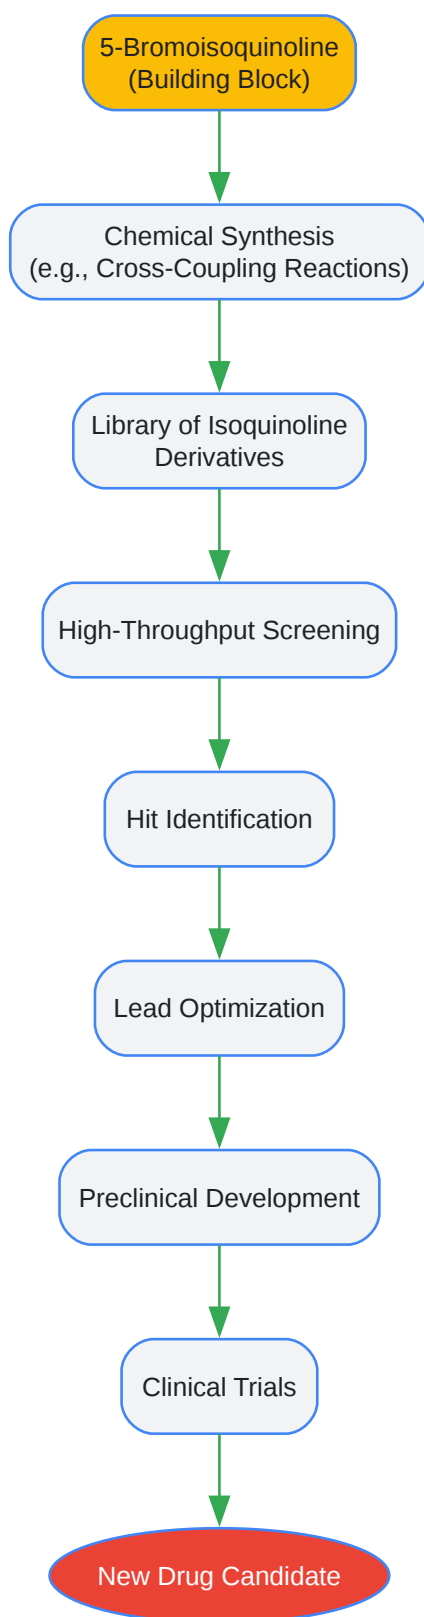 5-Bromoisoquinoline
(Building Block)
Chemical Synthesis
(e.g., Cross-Coupling Reactions)
Library of Isoquinoline
Derivatives
High-Throughput Screening
Hit Identification
Lead Optimization
Preclinical Development
Clinical Trials
New Drug Candidate